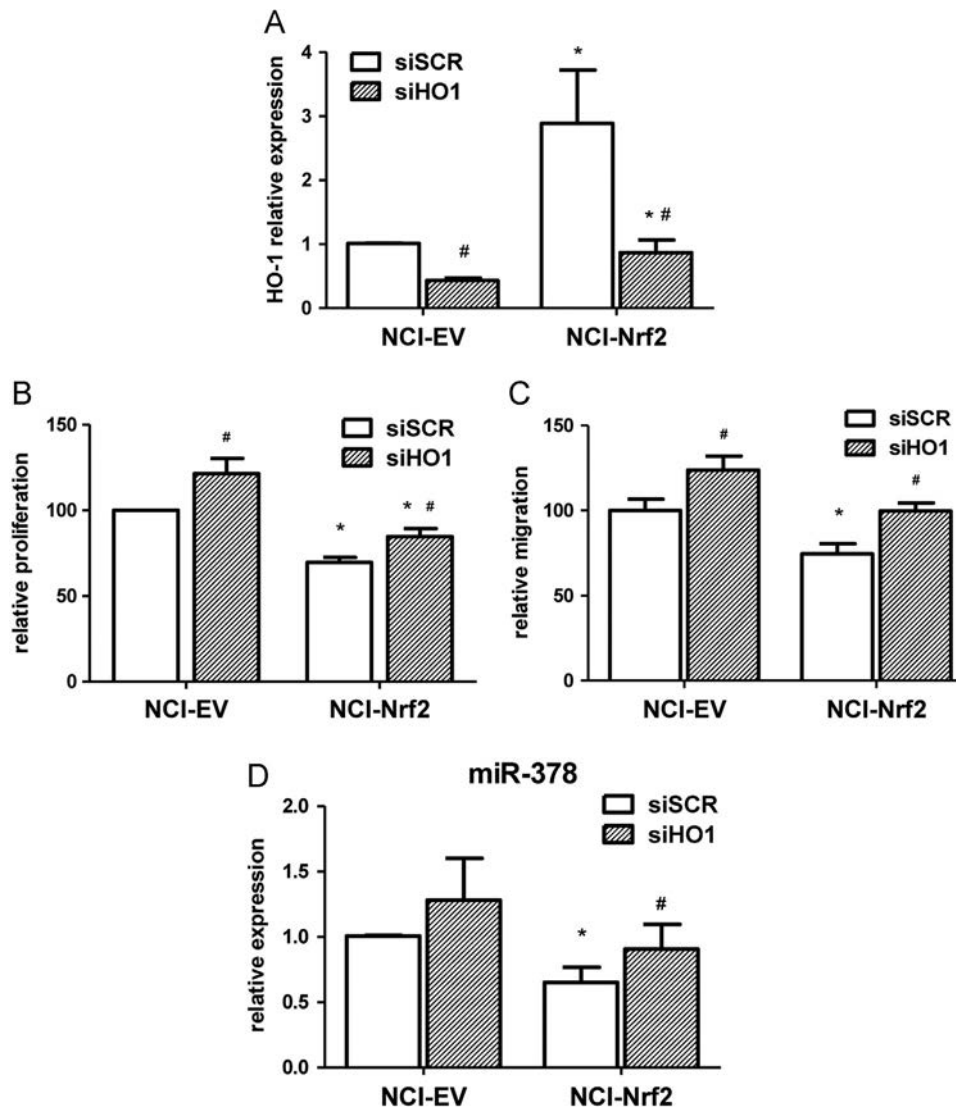 A
siSCR
siHO1
HO-1 relative expression
4
3
2
1
0
*
#
* #
NCI-EV
NCI-Nrf2
B
siSCR
siHO1
relative proliferation
150
100
50
0
#
*
* #
NCI-EV
NCI-Nrf2
C
siSCR
siHO1
relative migration
150
100
50
0
#
*
#
NCI-EV
NCI-Nrf2
D
miR-378
siSCR
siHO1
relative expression
2.0
1.5
1.0
0.5
0.0
*
#
NCI-EV
NCI-Nrf2